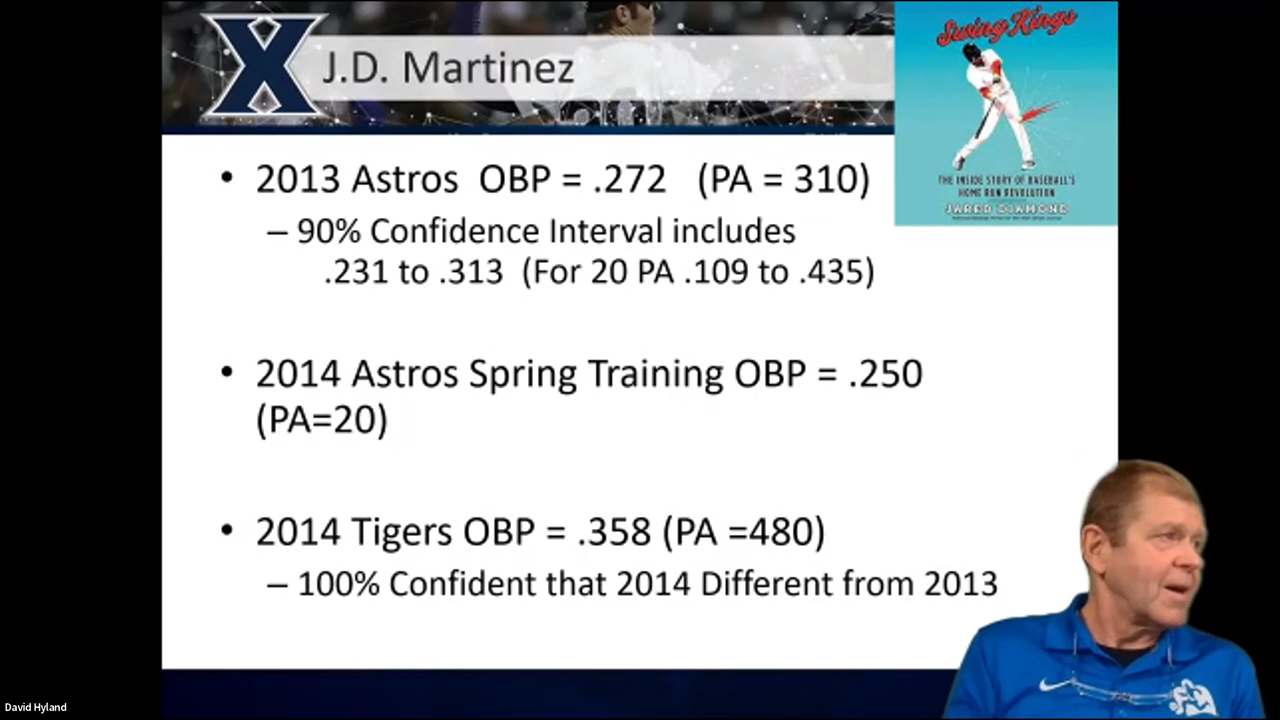 X
J.D. Martinez
Swing Kings
THE INSIDE STORY OF BASEBALL'S
HOME RUN REVOLUTION
JARED DIAMOND
• 2013 Astros OBP = .272 (PA = 310)
– 90% Confidence Interval includes
.231 to .313 (For 20 PA .109 to .435)
• 2014 Astros Spring Training OBP = .250
(PA=20)
• 2014 Tigers OBP = .358 (PA =480)
– 100% Confident that 2014 Different from 2013
David Hyland